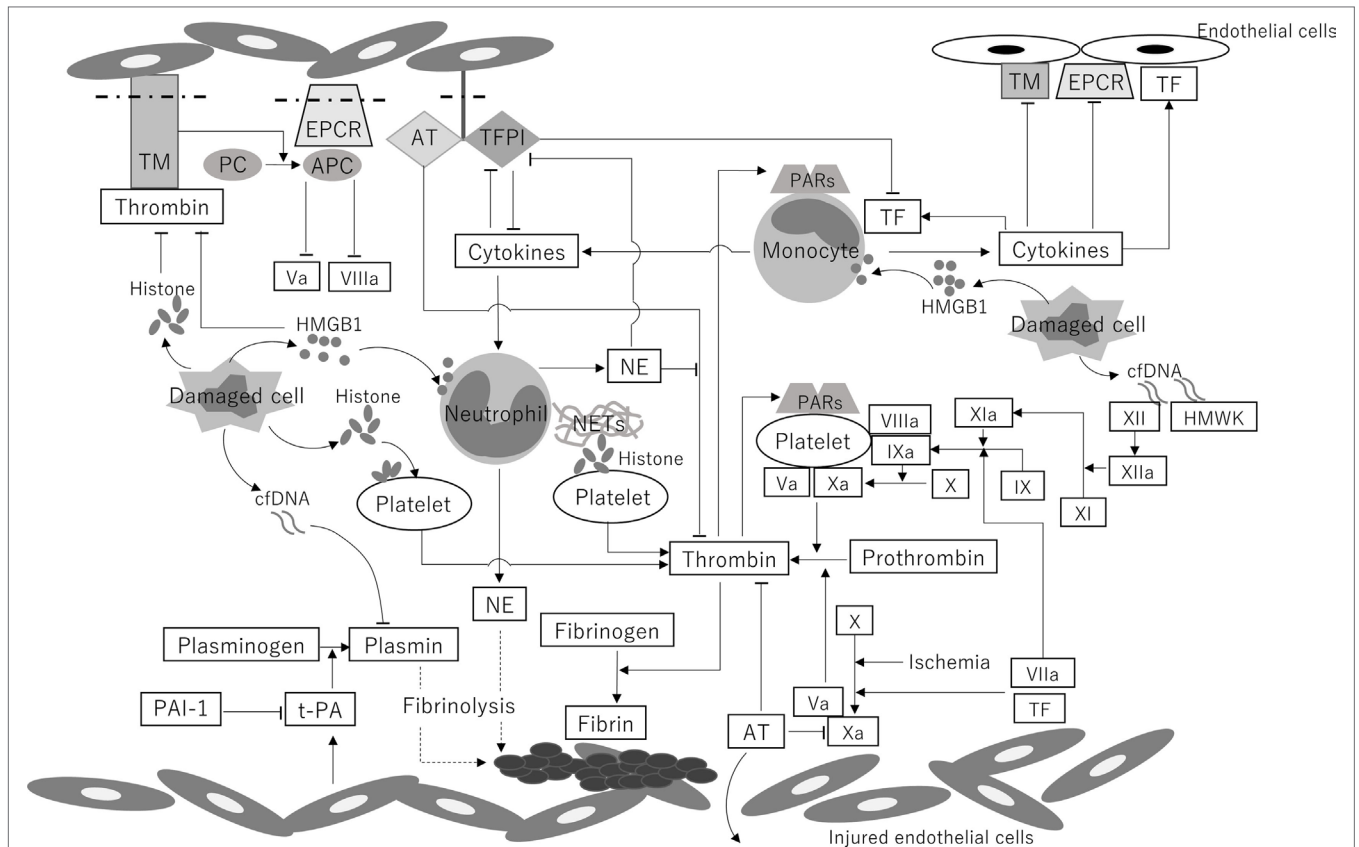 Endothelial cells
TM
EPCR
TF
EPCR
AT
TFPI
TM
PC
APC
PARs
Thrombin
TF
Cytokines
Monocyte
Cytokines
Va
VIIIa
Histone
HMGB1
HMGB1
Damaged cell
NE
cfDNA
Damaged cell
Histone
Neutrophil
PARs
NETs
VIIIa
XIa
XII
HMWK
Platelet
IXa
Histone
XIIa
Va
Xa
X
IX
Platelet
Platelet
XI
cfDNA
Thrombin
Prothrombin
NE
Fibrinogen
X
Plasminogen
Plasmin
Ischemia
VIIa
PAI-1
t-PA
Fibrinolysis
Va
TF
Fibrin
AT
Xa
Injured endothelial cells